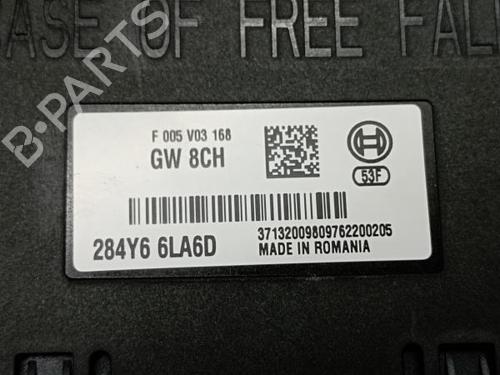 ASE OF FREE FAL
F 005 V03 168
GW 8CH
53F
284Y6 6LA6D
37132009809762200205
MADE IN ROMANIA
B-PARTS